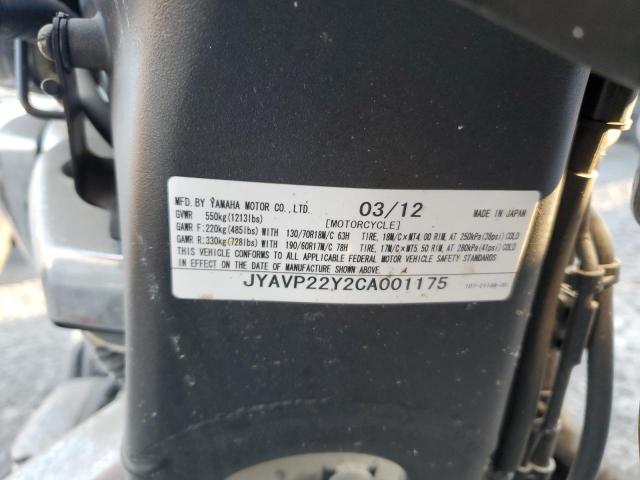 MFD. BY YAMAHA MOTOR CO., LTD. 03/12 MADE IN JAPAN
GVWR 550kg(1213lbs) [MOTORCYCLE]
GAWR F:220kg(485lbs)WITH 130/70R18M/C 63H TIRE, 18M/C×MT4.00 RIM, AT 250kPa(36psi)COLD
GAWR R:330kg(728lbs)WITH 190/60R17M/C 78H TIRE, 17M/C×MT5.50 RIM, AT 280kPa(41psi)COLD
THIS VEHICLE CONFORMS TO ALL APPLICABLE FEDERAL MOTOR VEHICLE SAFETY STANDARDS
IN EFFECT ON THE DATE OF MANUFACTURE SHOWN ABOVE.
JYAVP22Y2CA001175